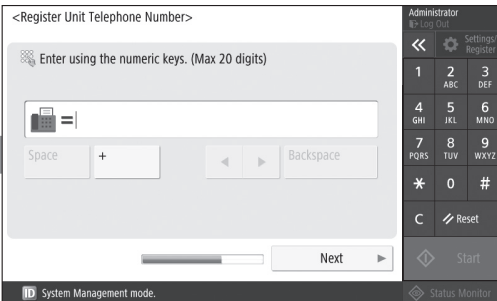 <Register Unit Telephone Number>
Enter using the numeric keys. (Max 20 digits)
=
Space + ◀ ▶ Backspace
Next ▶
ID System Management mode.
Administrator
Log Out
Settings/
Register
1 2 3
ABC DEF
4 5 6
GHI JKL MNO
7 8 9
PQRS TUV WXYZ
* 0 #
C Reset
Start
Status Monitor